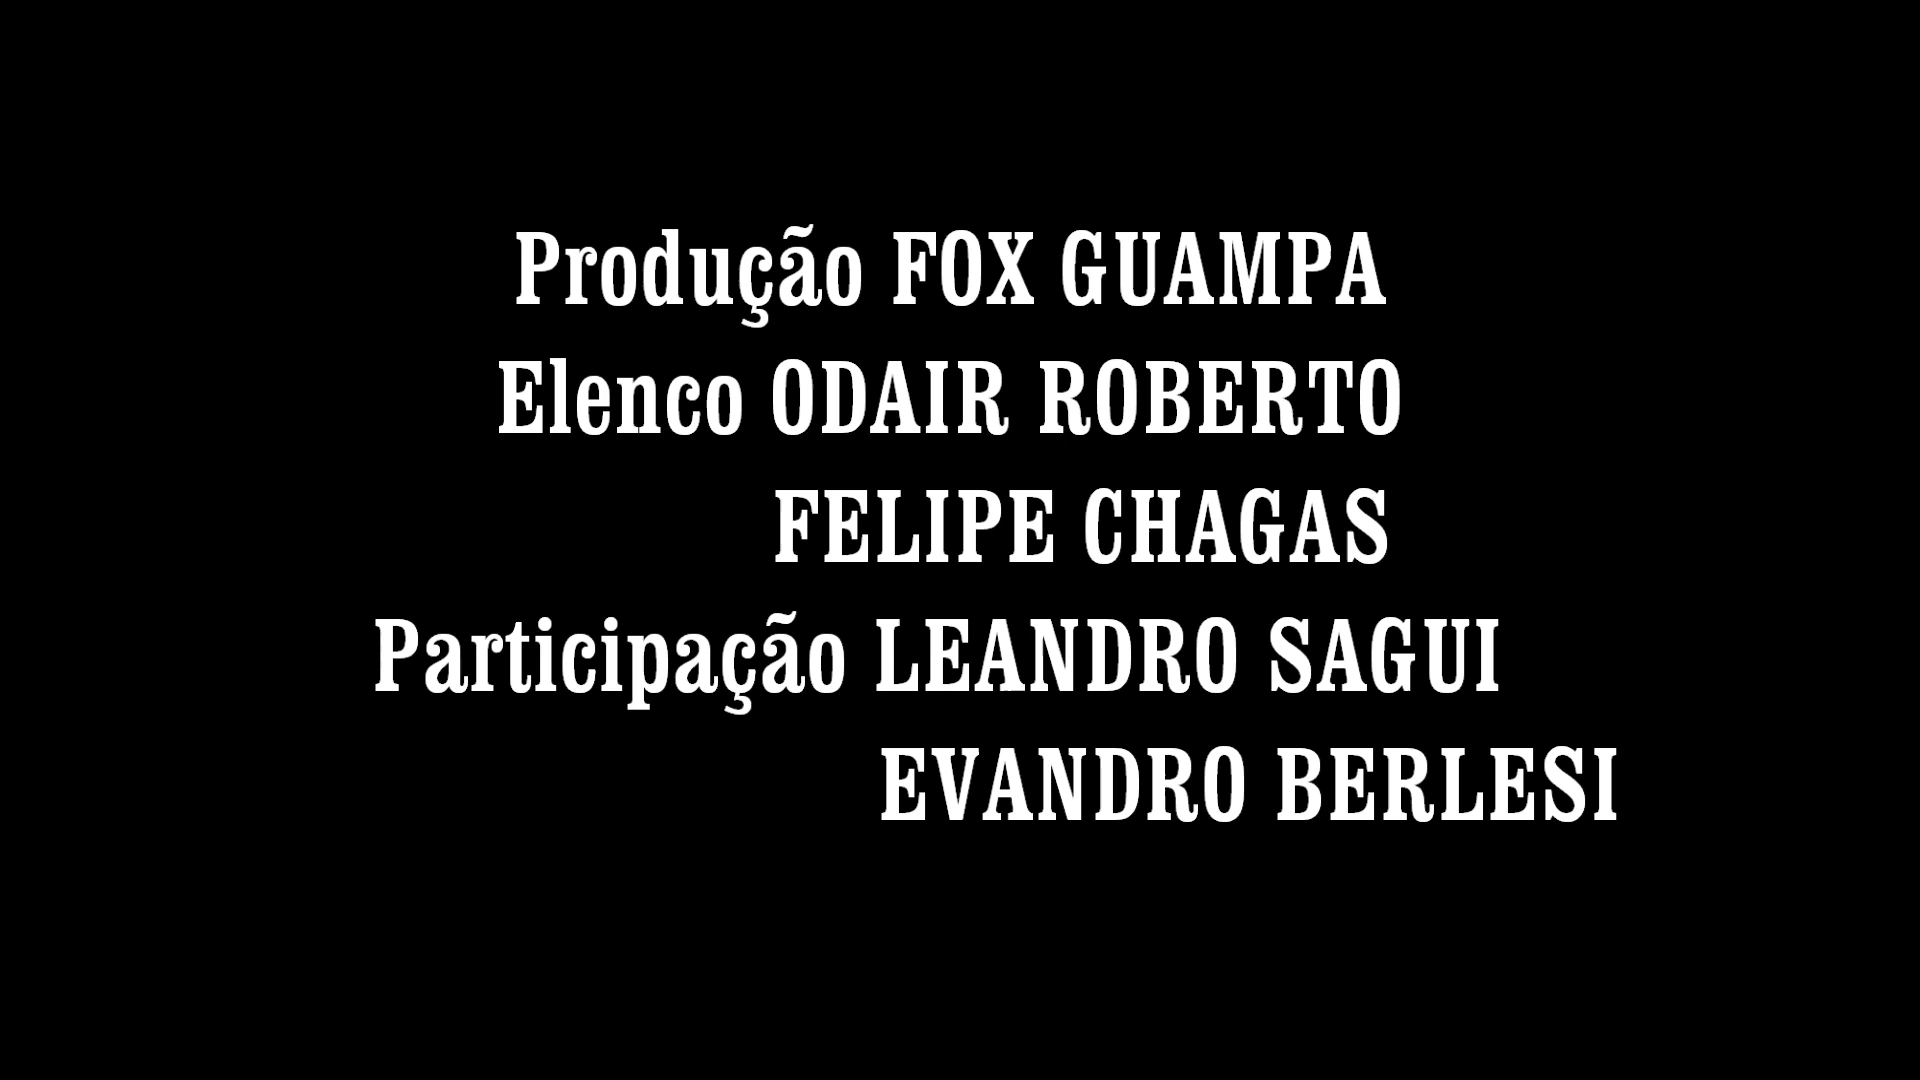 Produção FOX GUAMPA
Elenco ODAIR ROBERTO
FELIPE CHAGAS
Participação LEANDRO SAGUI
EVANDRO BERLESI